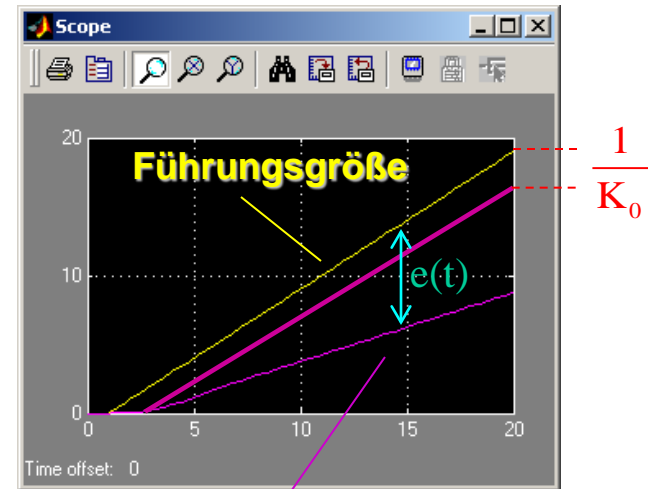 Scope
20
Führungsgröße
1
K₀
10
e(t)
0
0 5 10 15 20
Time offset: 0